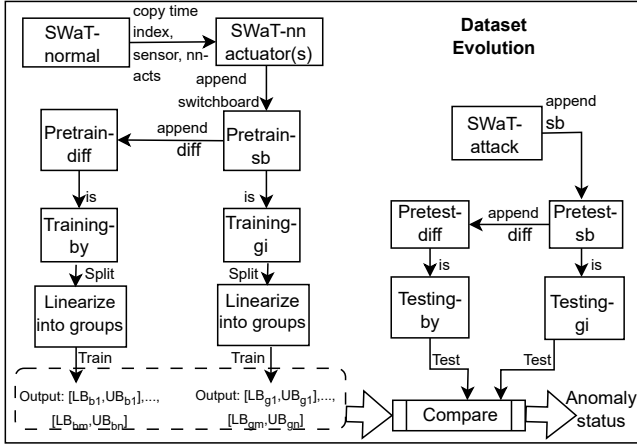 copy time
SWaT-
normal
index,
sensor, nn-
acts
SWaT-nn
actuator(s)
Dataset
Evolution
append
switchboard
Pretrain-
diff
append
diff
Pretrain-
sb
SWaT-
attack
append
sb
is
is
Training-
by
Training-
gi
Pretest-
diff
append
diff
Pretest-
sb
Split
Split
is
is
Linearize
into groups
Linearize
into groups
Testing-
by
Testing-
gi
Train
Train
Test
Test
Output: [LBb1,UBb1],...,
[LBbm,UBbn]
Output: [LBg1,UBg1],...,
[LBgm,UBgn]
Compare
Anomaly
status